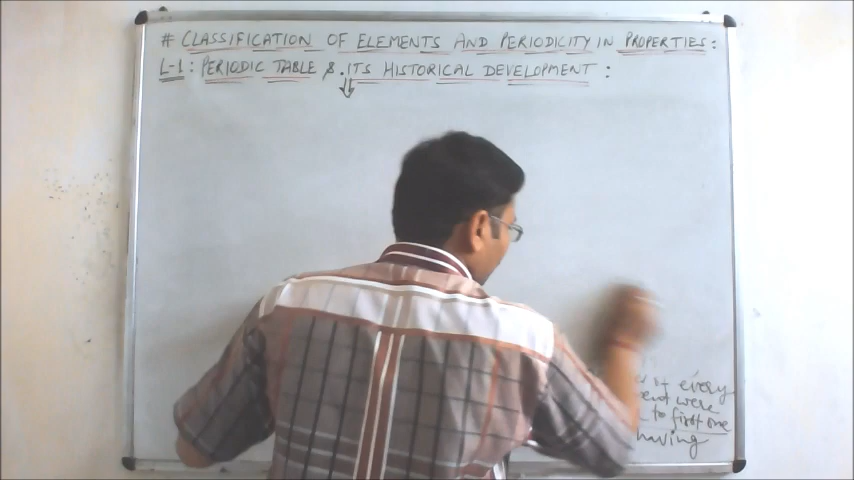 # CLASSIFICATION OF ELEMENTS AND PERIODICITY IN PROPERTIES:
L-1: PERIODIC TABLE &. ITS HISTORICAL DEVELOPMENT:
of every
were
to first one
having